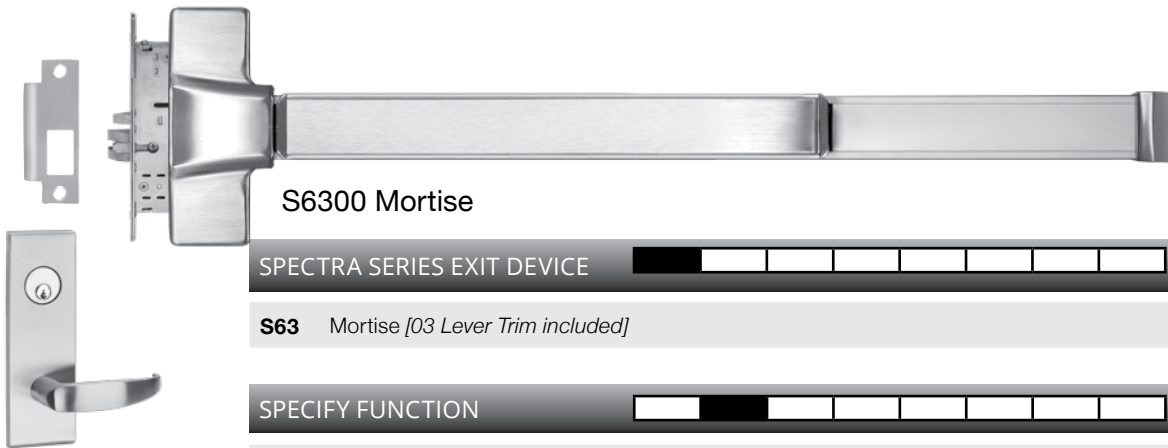 S6300 Mortise
SPECTRA SERIES EXIT DEVICE
S63 Mortise [03 Lever Trim included]
SPECIFY FUNCTION